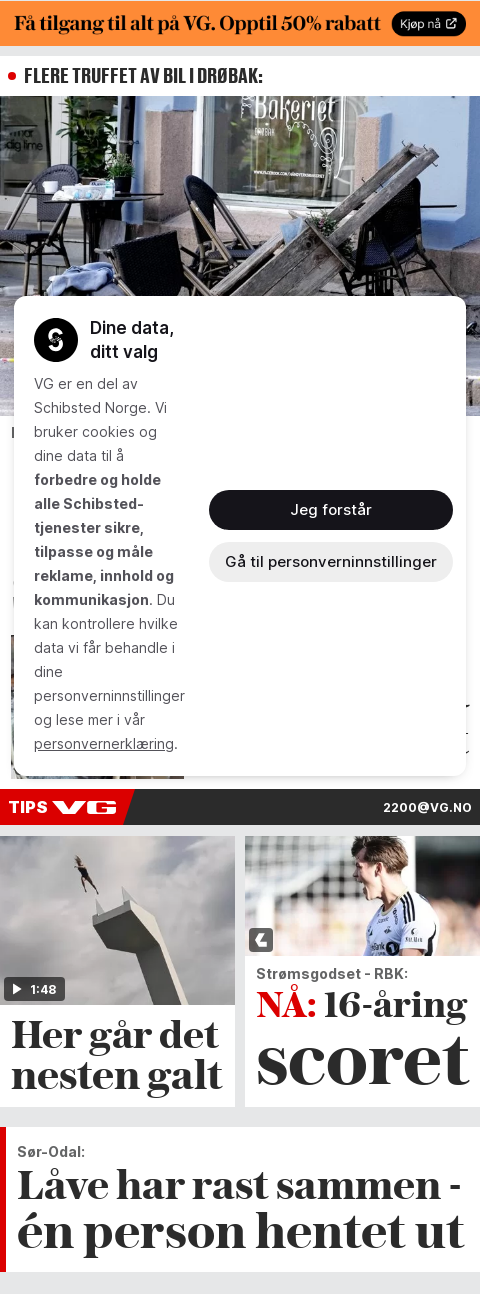 Få tilgang til alt på VG. Opptil 50% rabatt
Kjøp nå
FLERE TRUFFET AV BIL I DRØBAK:
Bakeriet
DRØBAK
Dine data,
ditt valg
VG er en del av
Schibsted Norge. Vi
bruker cookies og
dine data til å
forbedre og holde
alle Schibsted-
tjenester sikre,
tilpasse og måle
reklame, innhold og
kommunikasjon. Du
kan kontrollere hvilke
data vi får behandle i
dine
personverninnstillinger
og lese mer i vår
personvernerklæring.
Jeg forstår
Gå til personverninnstillinger
TIPS VG
2200@VG.NO
1:48
Her går det
nesten galt
Strømsgodset - RBK:
NÅ: 16-åring
scoret
Sør-Odal:
Låve har rast sammen -
én person hentet ut